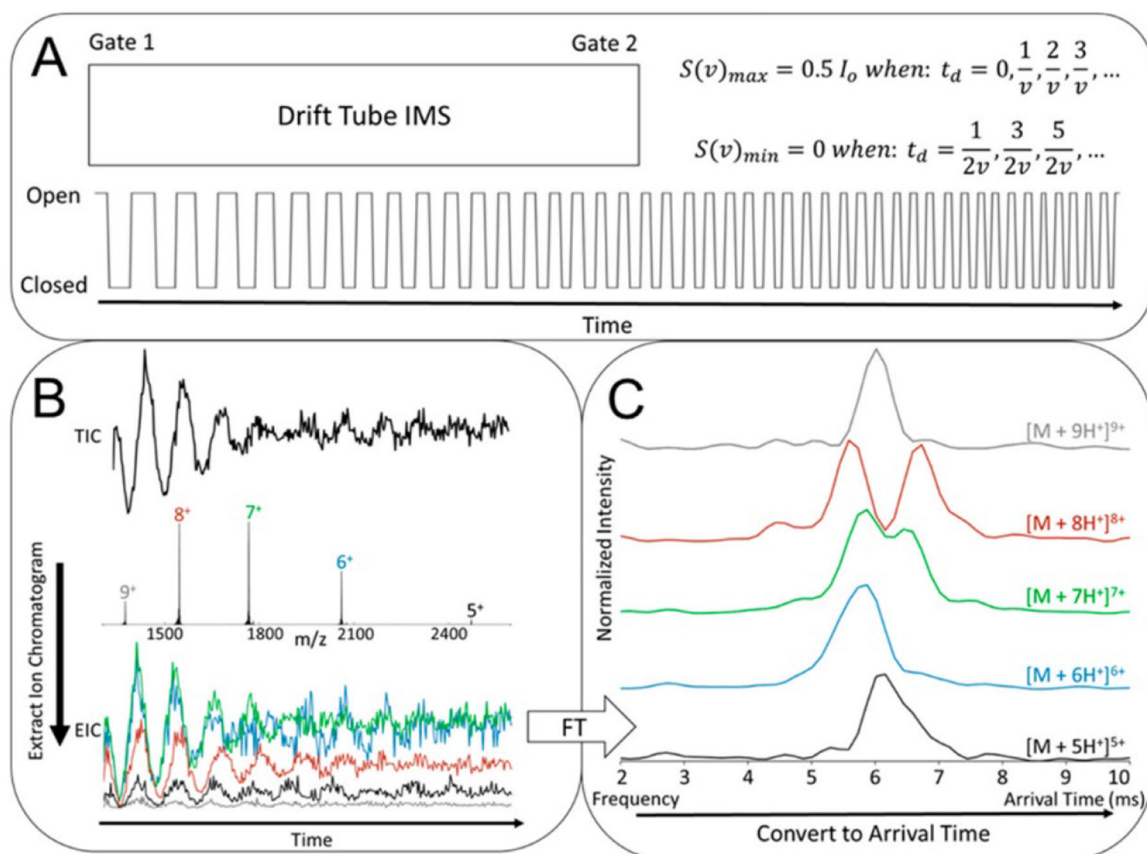 A
Gate 1
Gate 2
Drift Tube IMS
S(v)max = 0.5 Io when: td = 0, 1/v, 2/v, 3/v, ...
S(v)min = 0 when: td = 1/2v, 3/2v, 5/2v, ...
Open
Closed
Time
B
TIC
Extract Ion Chromatogram
9+
8+
7+
6+
5+
1500 1800 2100 2400
m/z
EIC
Time
FT
C
Normalized Intensity
[M + 9H⁺]⁹⁺
[M + 8H⁺]⁸⁺
[M + 7H⁺]⁷⁺
[M + 6H⁺]⁶⁺
[M + 5H⁺]⁵⁺
2 3 4 5 6 7 8 9 10
Frequency
Arrival Time (ms)
Convert to Arrival Time